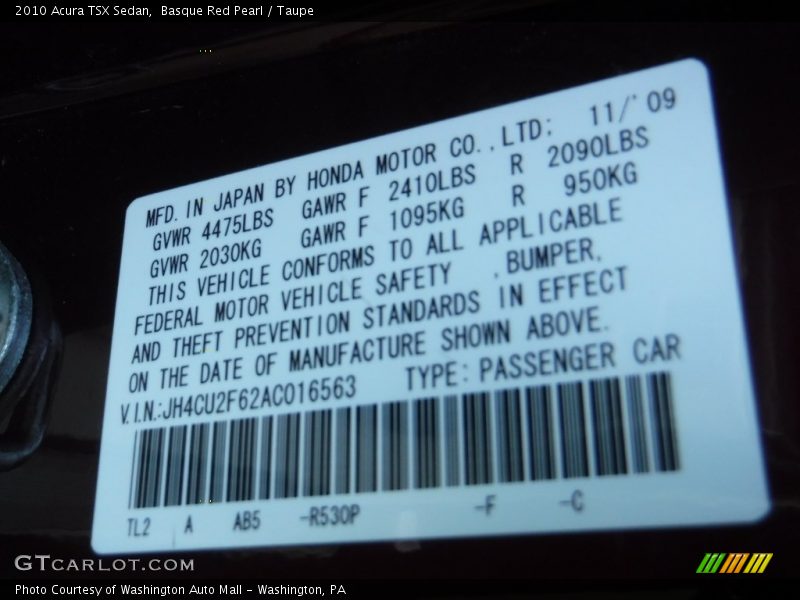 2010 Acura TSX Sedan,  Basque Red Pearl / Taupe
MFD. IN JAPAN BY HONDA MOTOR CO.,LTD; 11/'09
GVWR 4475LBS GAWR F 2410LBS R 2090LBS
GVWR 2030KG GAWR F 1095KG R 950KG
THIS VEHICLE CONFORMS TO ALL APPLICABLE
FEDERAL MOTOR VEHICLE SAFETY ,BUMPER,
AND THEFT PREVENTION STANDARDS IN EFFECT
ON THE DATE OF MANUFACTURE SHOWN ABOVE.
V.I.N.:JH4CU2F62AC016563 TYPE:PASSENGER CAR
TL2 A AB5 -R530P -F -C
GTCARLOT.COM
Photo Courtesy of Washington Auto Mall - Washington, PA